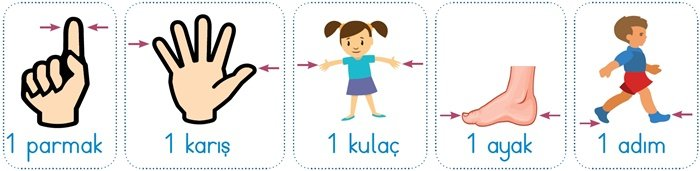 1 parmak
1 karış
1 kulaç
1 ayak
1 adım